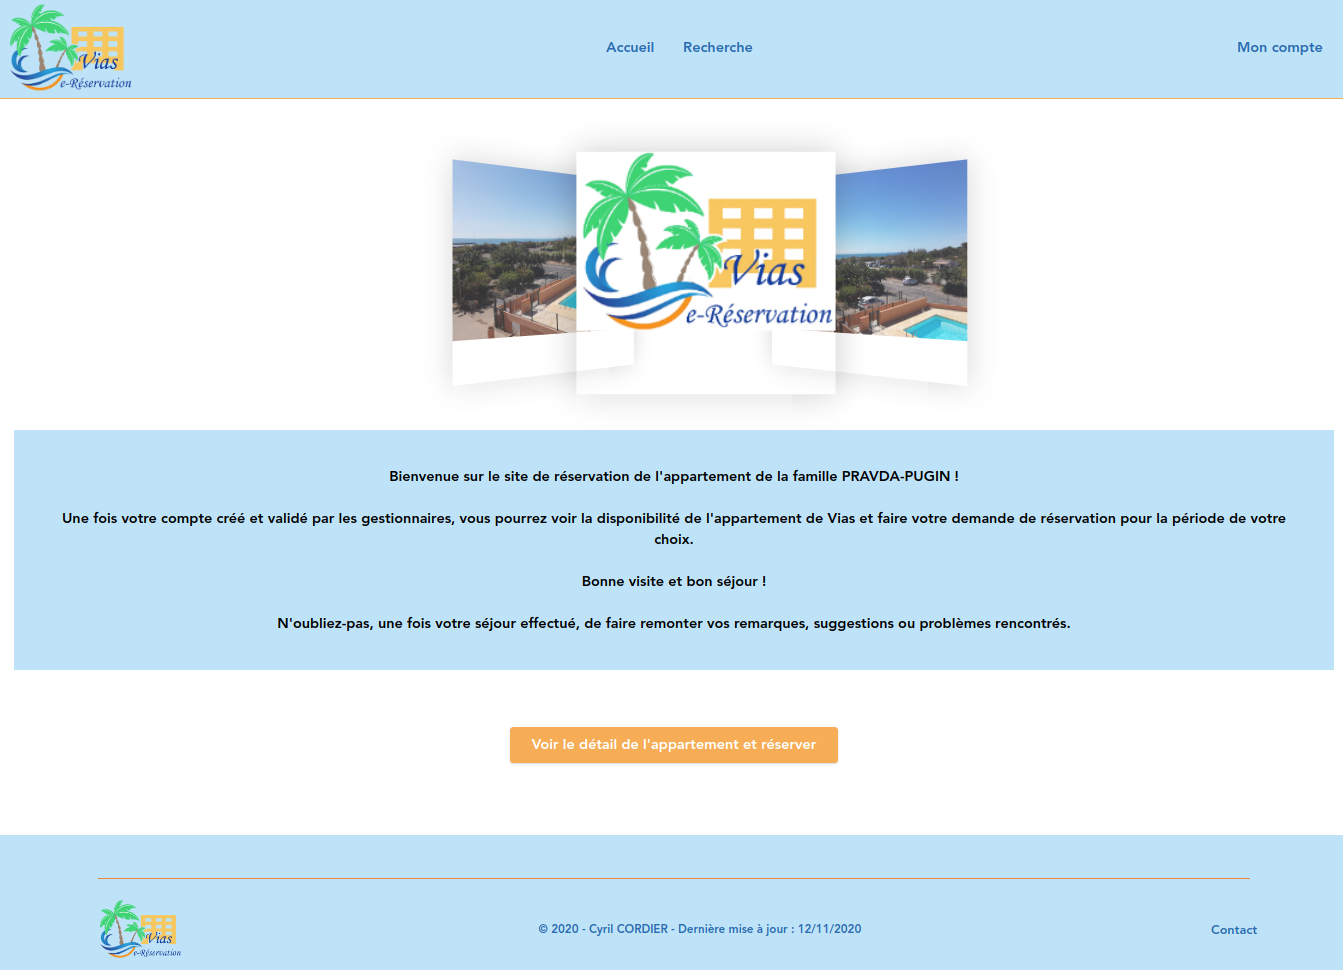 Vias
e-Réservation
Accueil
Recherche
Mon compte
Vias
e-Réservation
Bienvenue sur le site de réservation de l'appartement de la famille PRAVDA-PUGIN !
Une fois votre compte créé et validé par les gestionnaires, vous pourrez voir la disponibilité de l'appartement de Vias et faire votre demande de réservation pour la période de votre
choix.
Bonne visite et bon séjour !
N'oubliez-pas, une fois votre séjour effectué, de faire remonter vos remarques, suggestions ou problèmes rencontrés.
Voir le détail de l'appartement et réserver
Vias
e-Réservation
© 2020 - Cyril CORDIER - Dernière mise à jour : 12/11/2020
Contact